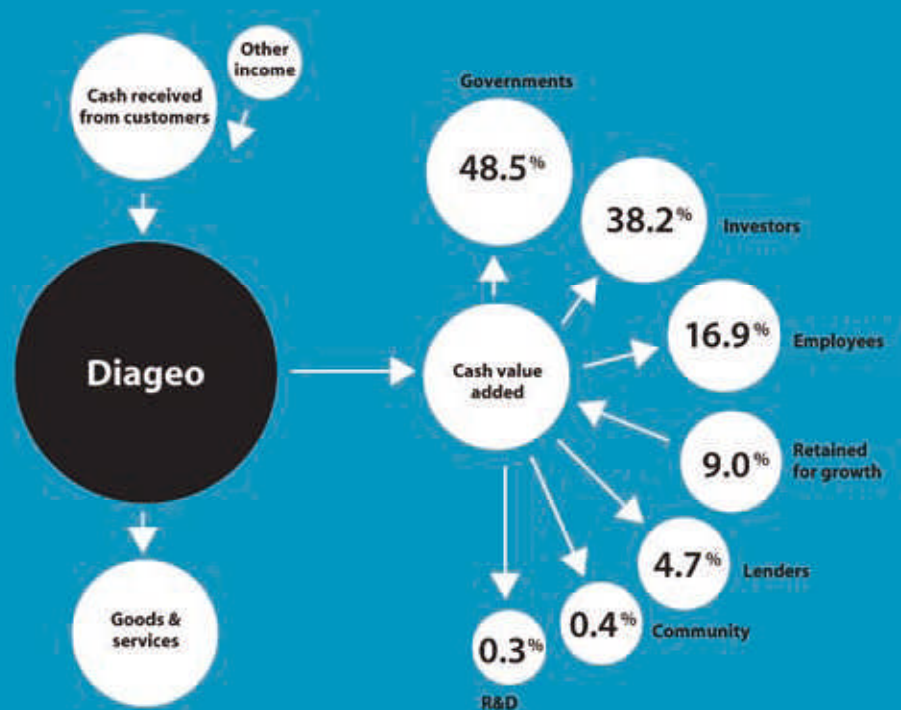 Other
income
Cash received
from customers
Governments
48.5%
38.2%
Investors
16.9%
Employees
Diageo
Cash value
added
9.0%
Retained
for growth
4.7%
Lenders
0.4%
Community
0.3%
R&D
Goods &
services